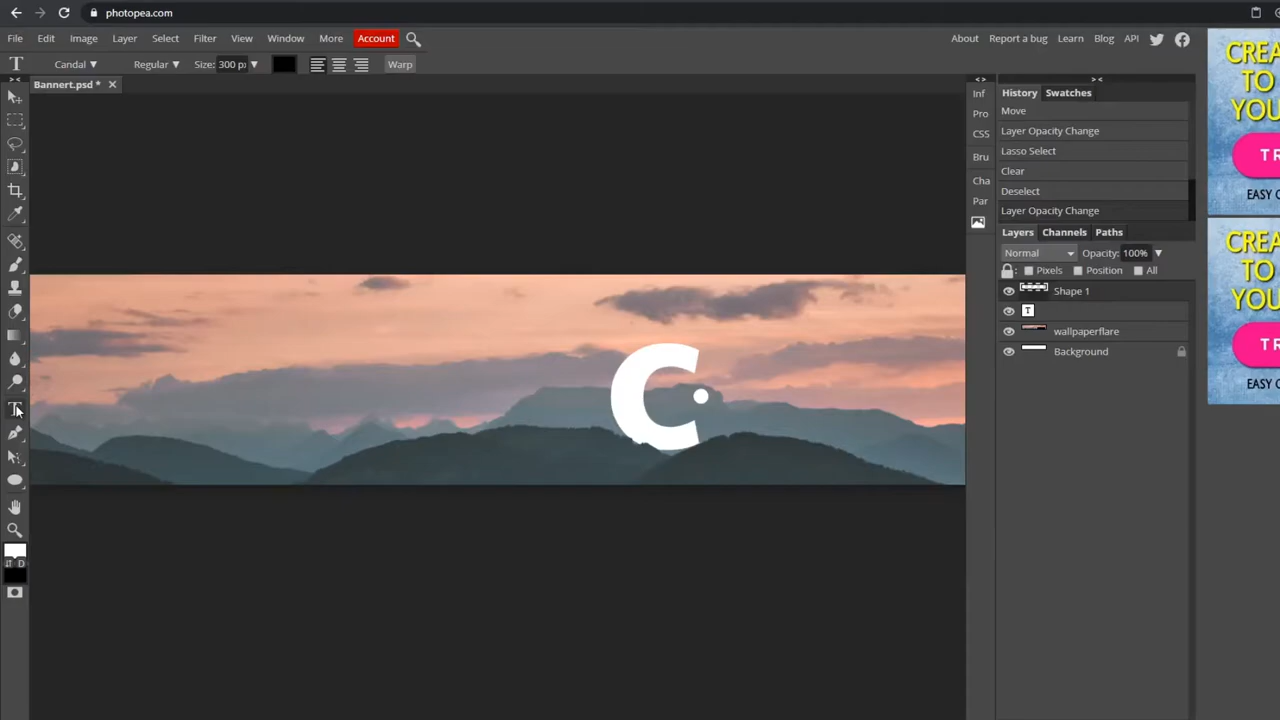 photopea.com
File Edit Image Layer Select Filter View Window More Account
About Report a bug Learn Blog API
T Candal ▼ Regular ▼ Size: 300 p: ▼ Warp
Bannert.psd *
> <
< >
> <
Inf
Pro
CSS
Bru
Cha
Par
History Swatches
Move
Layer Opacity Change
Lasso Select
Clear
Deselect
Layer Opacity Change
Layers Channels Paths
Normal Opacity: 100% ▼
Pixels Position All
Shape 1
T
wallpaperflare
Background
C
T
D
CREA
TO
YOU
TR
EASY C
CREA
TO
YOU
TR
EASY C